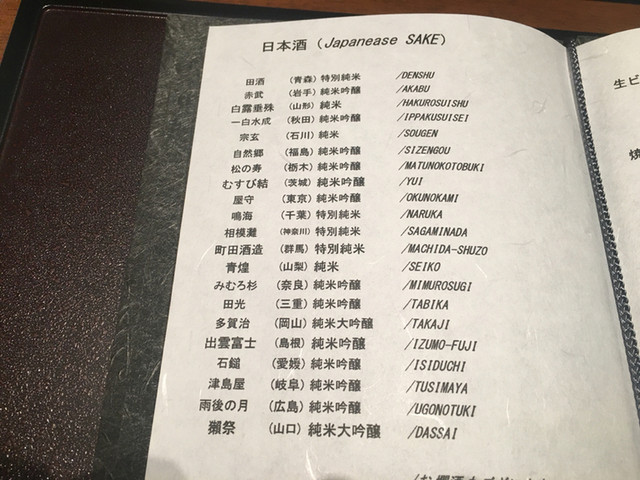 日本酒 (Japanease SAKE)
田酒 (青森) 特別純米 /DENSHU
赤武 (岩手) 純米吟醸 /AKABU
白露垂殊 (山形) 純米 /HAKUROSUISHU
一白水成 (秋田) 純米吟醸 /IPPAKUSUISEI
宗玄 (石川) 純米 /SOUGEN
自然郷 (福島) 純米吟醸 /SIZENGOU
松の寿 (栃木) 純米吟醸 /MATUNOKOTOBUKI
むすび結 (茨城) 純米吟醸 /YUI
屋守 (東京) 純米吟醸 /OKUNOKAMI
鳴海 (千葉) 特別純米 /NARUKA
相模灘 (神奈川) 特別純米 /SAGAMINADA
町田酒造 (群馬) 特別純米 /MACHIDA-SHUZO
青煌 (山梨) 純米 /SEIKO
みむろ杉 (奈良) 純米吟醸 /MIMUROSUGI
田光 (三重) 純米吟醸 /TABIKA
多賀治 (岡山) 純米大吟醸 /TAKAJI
出雲富士 (島根) 純米吟醸 /IZUMO-FUJI
石鎚 (愛媛) 純米吟醸 /ISIDUCHI
津島屋 (岐阜) 純米吟醸 /TUSIMAYA
雨後の月 (広島) 純米吟醸 /UGONOTUKI
獺祭 (山口) 純米大吟醸 /DASSAI
生ビ
焼